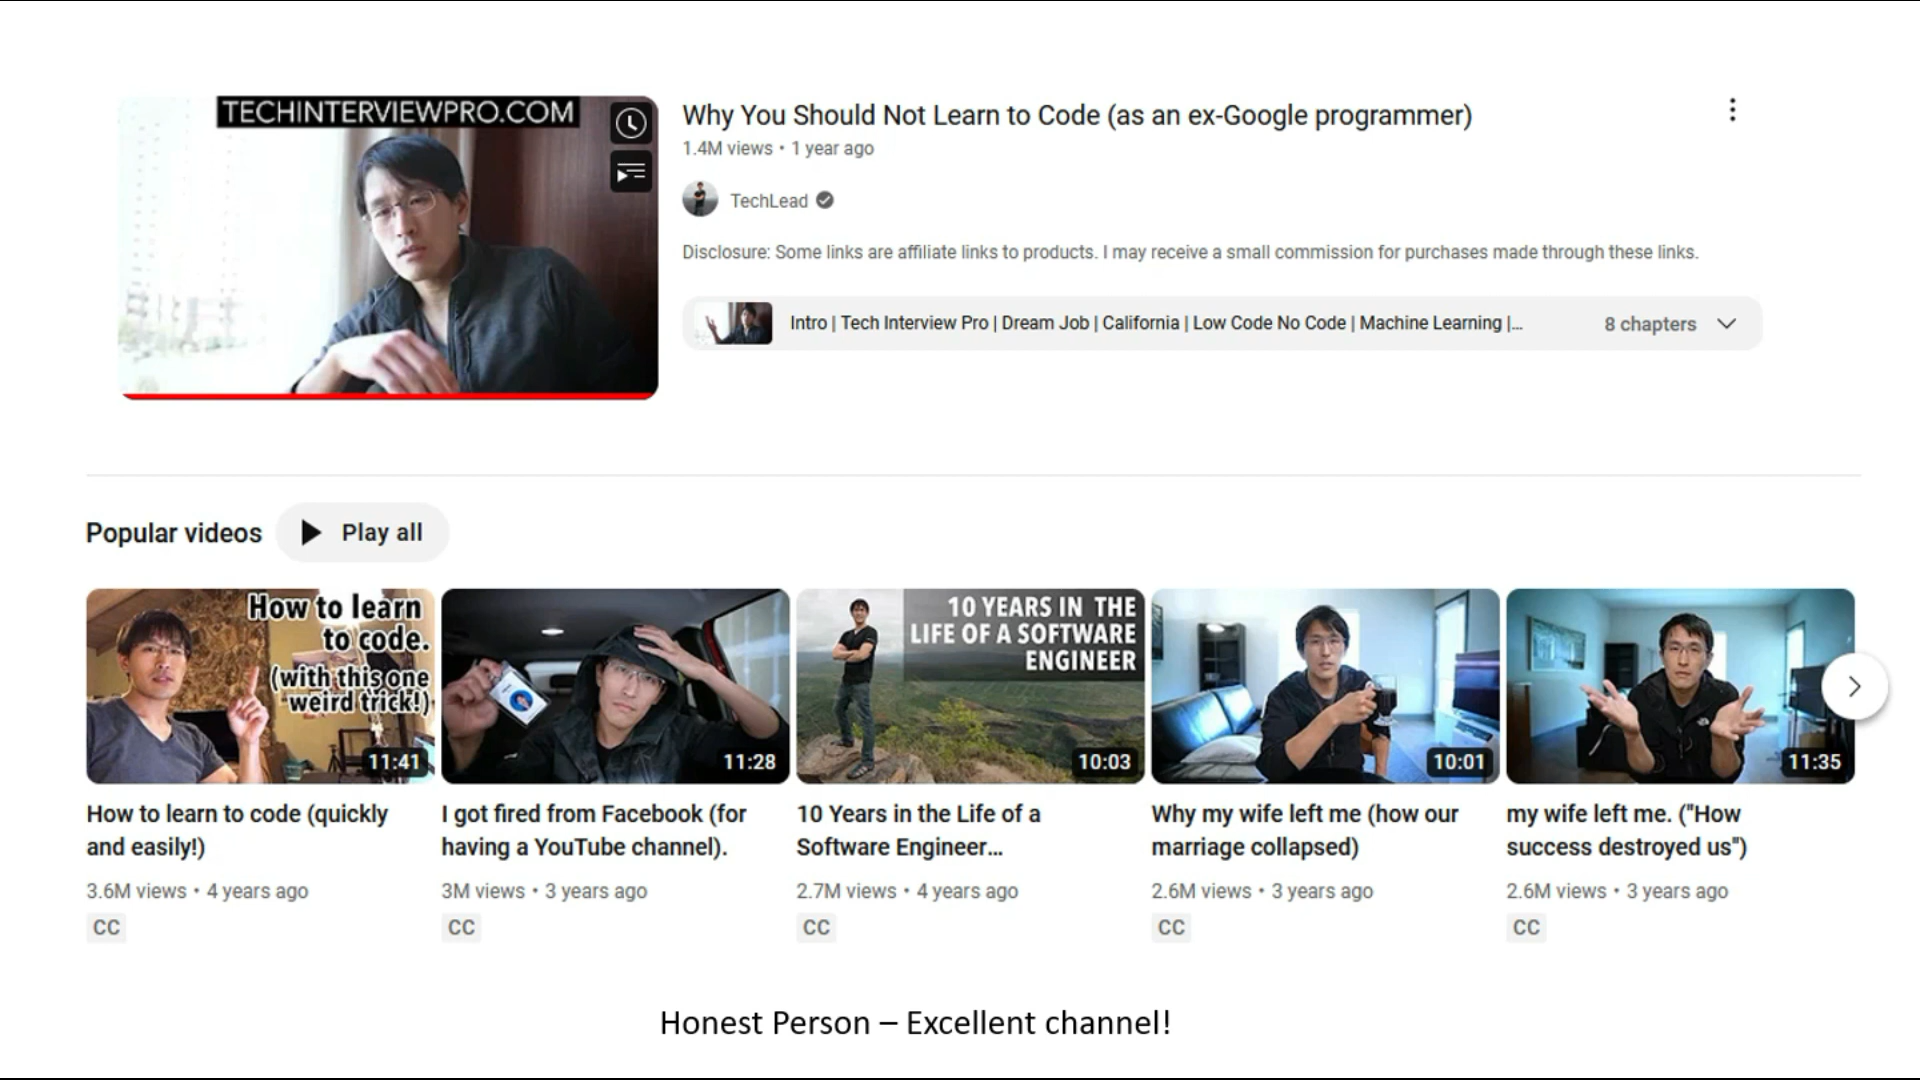 TECHINTERVIEWPRO.COM
Why You Should Not Learn to Code (as an ex-Google programmer)
1.4M views • 1 year ago
TechLead
Disclosure: Some links are affiliate links to products. I may receive a small commission for purchases made through these links.
Intro | Tech Interview Pro | Dream Job | California | Low Code No Code | Machine Learning |...
8 chapters
Popular videos
Play all
How to learn
to code.
(with this one
weird trick!)
11:41
11:28
10 YEARS IN THE
LIFE OF A SOFTWARE
ENGINEER
10:03
10:01
11:35
How to learn to code (quickly
and easily!)
3.6M views • 4 years ago
CC
I got fired from Facebook (for
having a YouTube channel).
3M views • 3 years ago
CC
10 Years in the Life of a
Software Engineer...
2.7M views • 4 years ago
CC
Why my wife left me (how our
marriage collapsed)
2.6M views • 3 years ago
CC
my wife left me. ("How
success destroyed us")
2.6M views • 3 years ago
CC
Honest Person – Excellent channel!